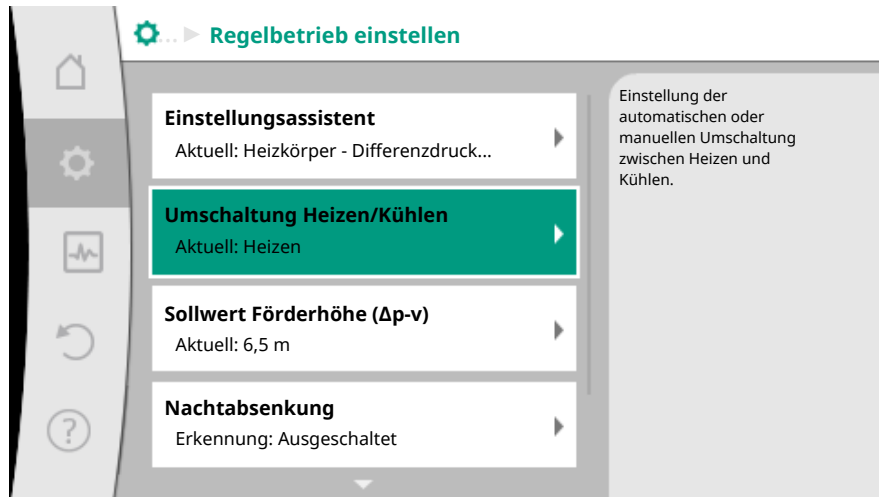 ... Regelbetrieb einstellen
Einstellungsassistent
Aktuell: Heizkörper - Differenzdruck...
Umschaltung Heizen/Kühlen
Aktuell: Heizen
Sollwert Förderhöhe (Δp-v)
Aktuell: 6,5 m
Nachtabsenkung
Erkennung: Ausgeschaltet
Einstellung der
automatischen oder
manuellen Umschaltung
zwischen Heizen und
Kühlen.
?